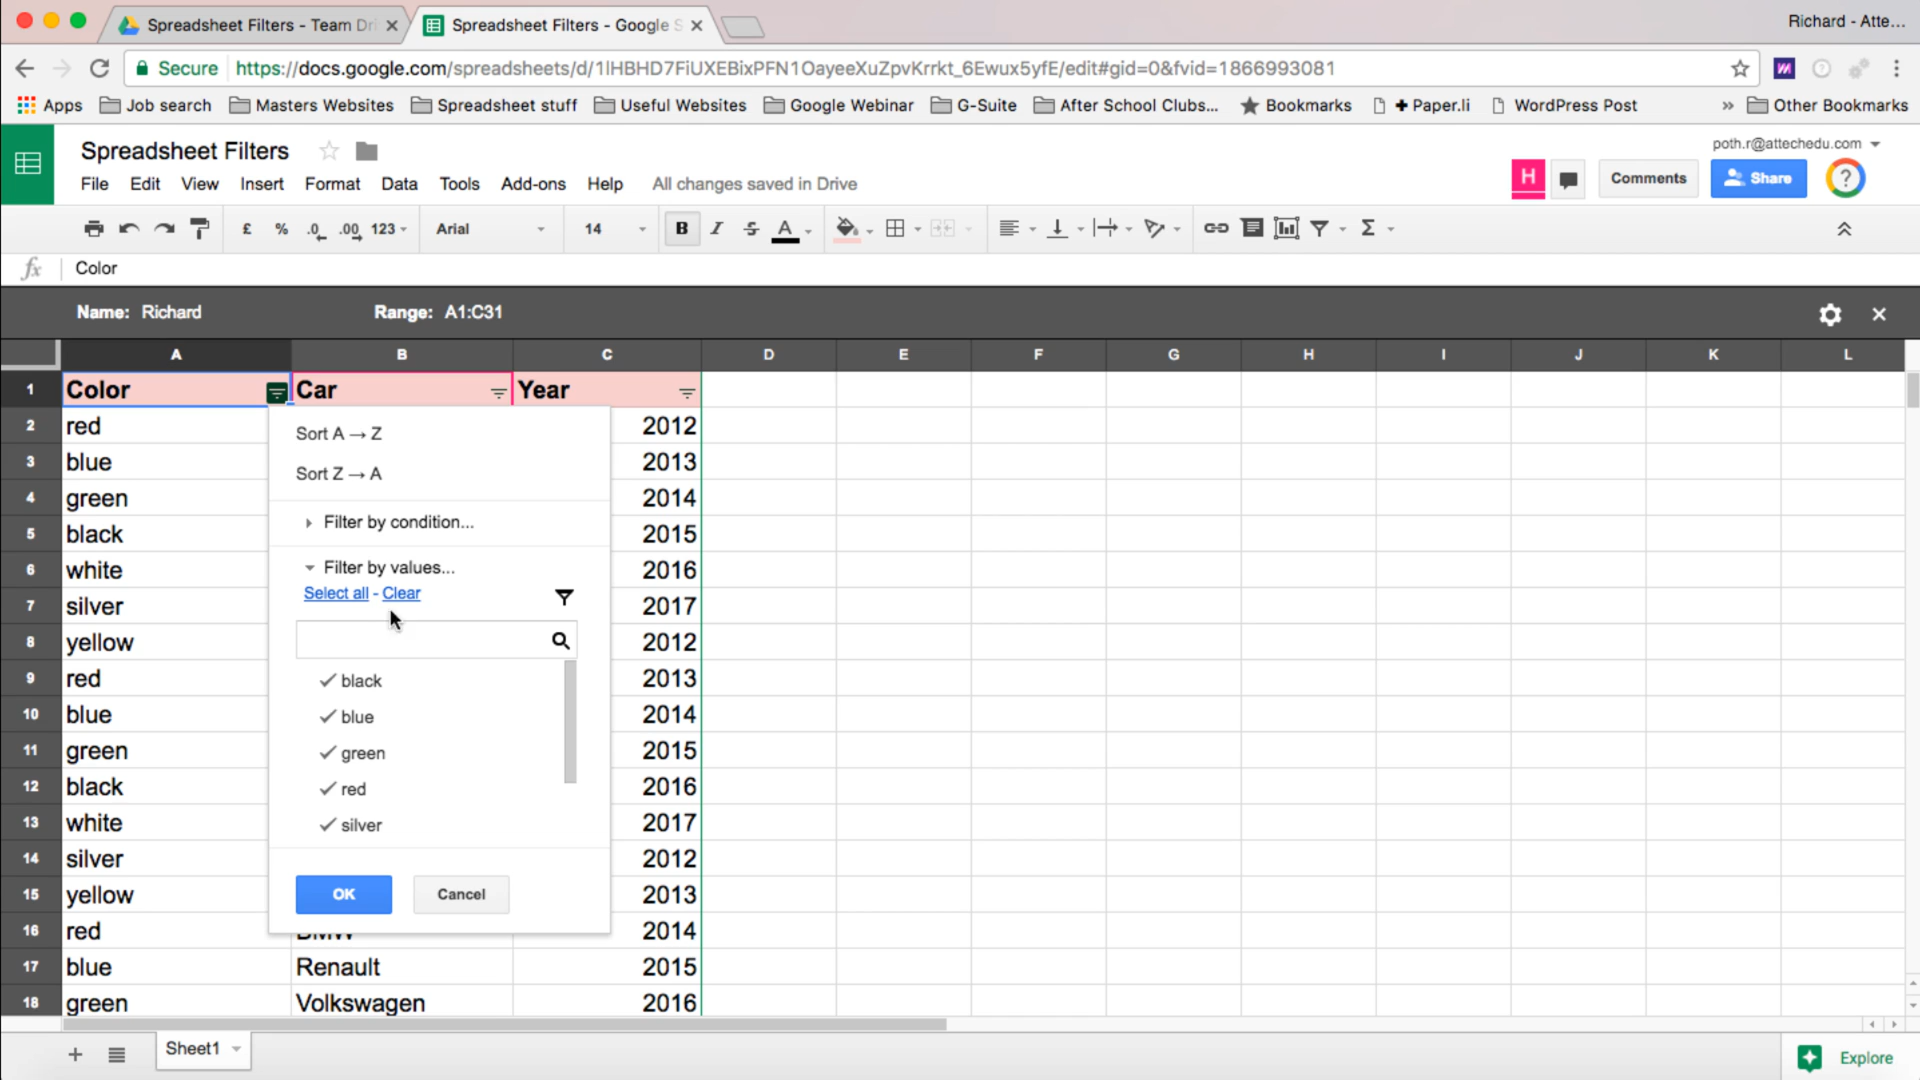 Spreadsheet Filters - Team Dri
Spreadsheet Filters - Google S
Richard - Atte...
Secure https://docs.google.com/spreadsheets/d/1lHBHD7FiUXEBixPFN1OayeeXuZpvKrrkt_6Ewux5yfE/edit#gid=0&fvid=1866993081
Apps Job search Masters Websites Spreadsheet stuff Useful Websites Google Webinar G-Suite After School Clubs... Bookmarks Paper.li WordPress Post » Other Bookmarks
Spreadsheet Filters
poth.r@attechedu.com
File Edit View Insert Format Data Tools Add-ons Help All changes saved in Drive
H Comments Share ?
£ % .0 .00 123 Arial 14 B I S A Σ
fx Color
Name: Richard Range: A1:C31
A B C D E F G H I J K L
1 Color Car Year
2 red 2012
3 blue 2013
4 green 2014
5 black 2015
6 white 2016
7 silver 2017
8 yellow 2012
9 red 2013
10 blue 2014
11 green 2015
12 black 2016
13 white 2017
14 silver 2012
15 yellow 2013
16 red BMW 2014
17 blue Renault 2015
18 green Volkswagen 2016
Sort A → Z
Sort Z → A
Filter by condition...
Filter by values...
Select all - Clear
black
blue
green
red
silver
OK Cancel
Sheet1
Explore